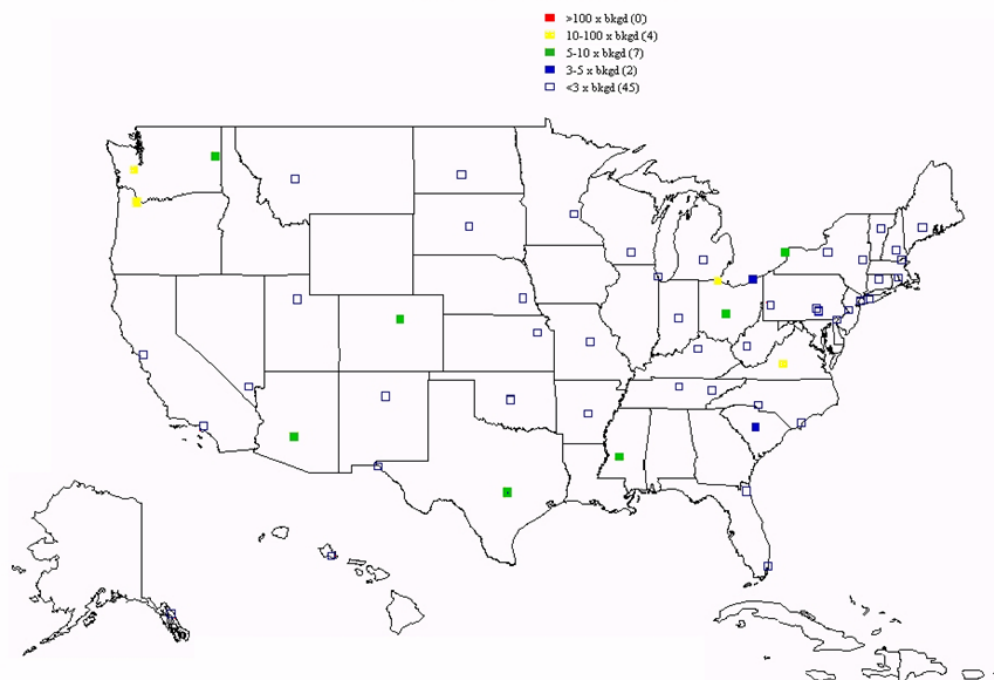 >100 x bkgd (0)
10-100 x bkgd (4)
5-10 x bkgd (7)
3-5 x bkgd (2)
<3 x bkgd (45)